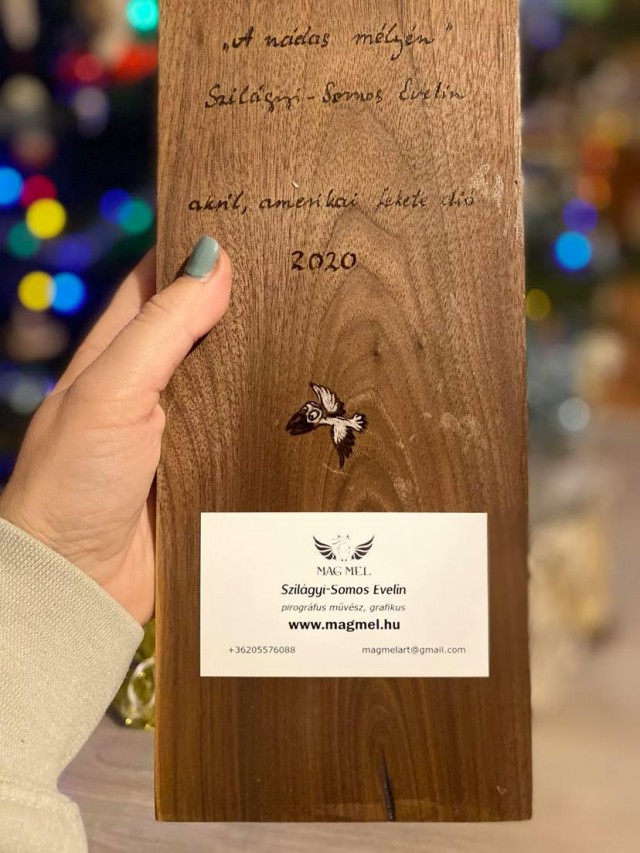 „A nádas mélyén"
Szilágyi-Somos Evelin
akril, amerikai fekete dió
2020
MAG MEL
Szilágyi-Somos Evelin
pirográfus művész, grafikus
www.magmel.hu
+36205576088 magmelart@gmail.com